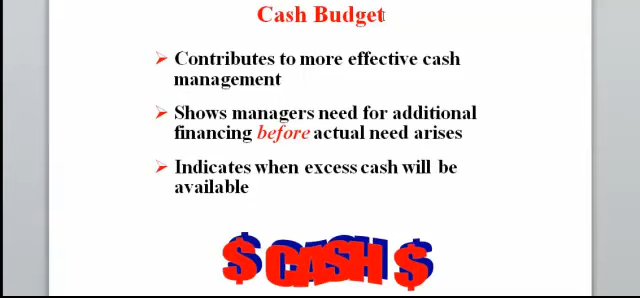 Cash Budget
Contributes to more effective cash
management
Shows managers need for additional
financing before actual need arises
Indicates when excess cash will be
available
$ CASH $